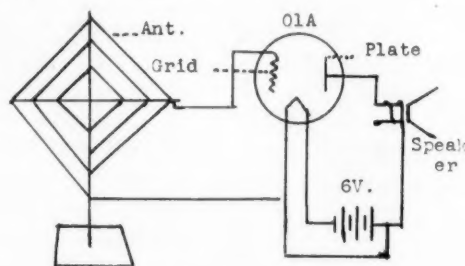 Ant.
Grid
01A
Plate
Speak
er
6V.